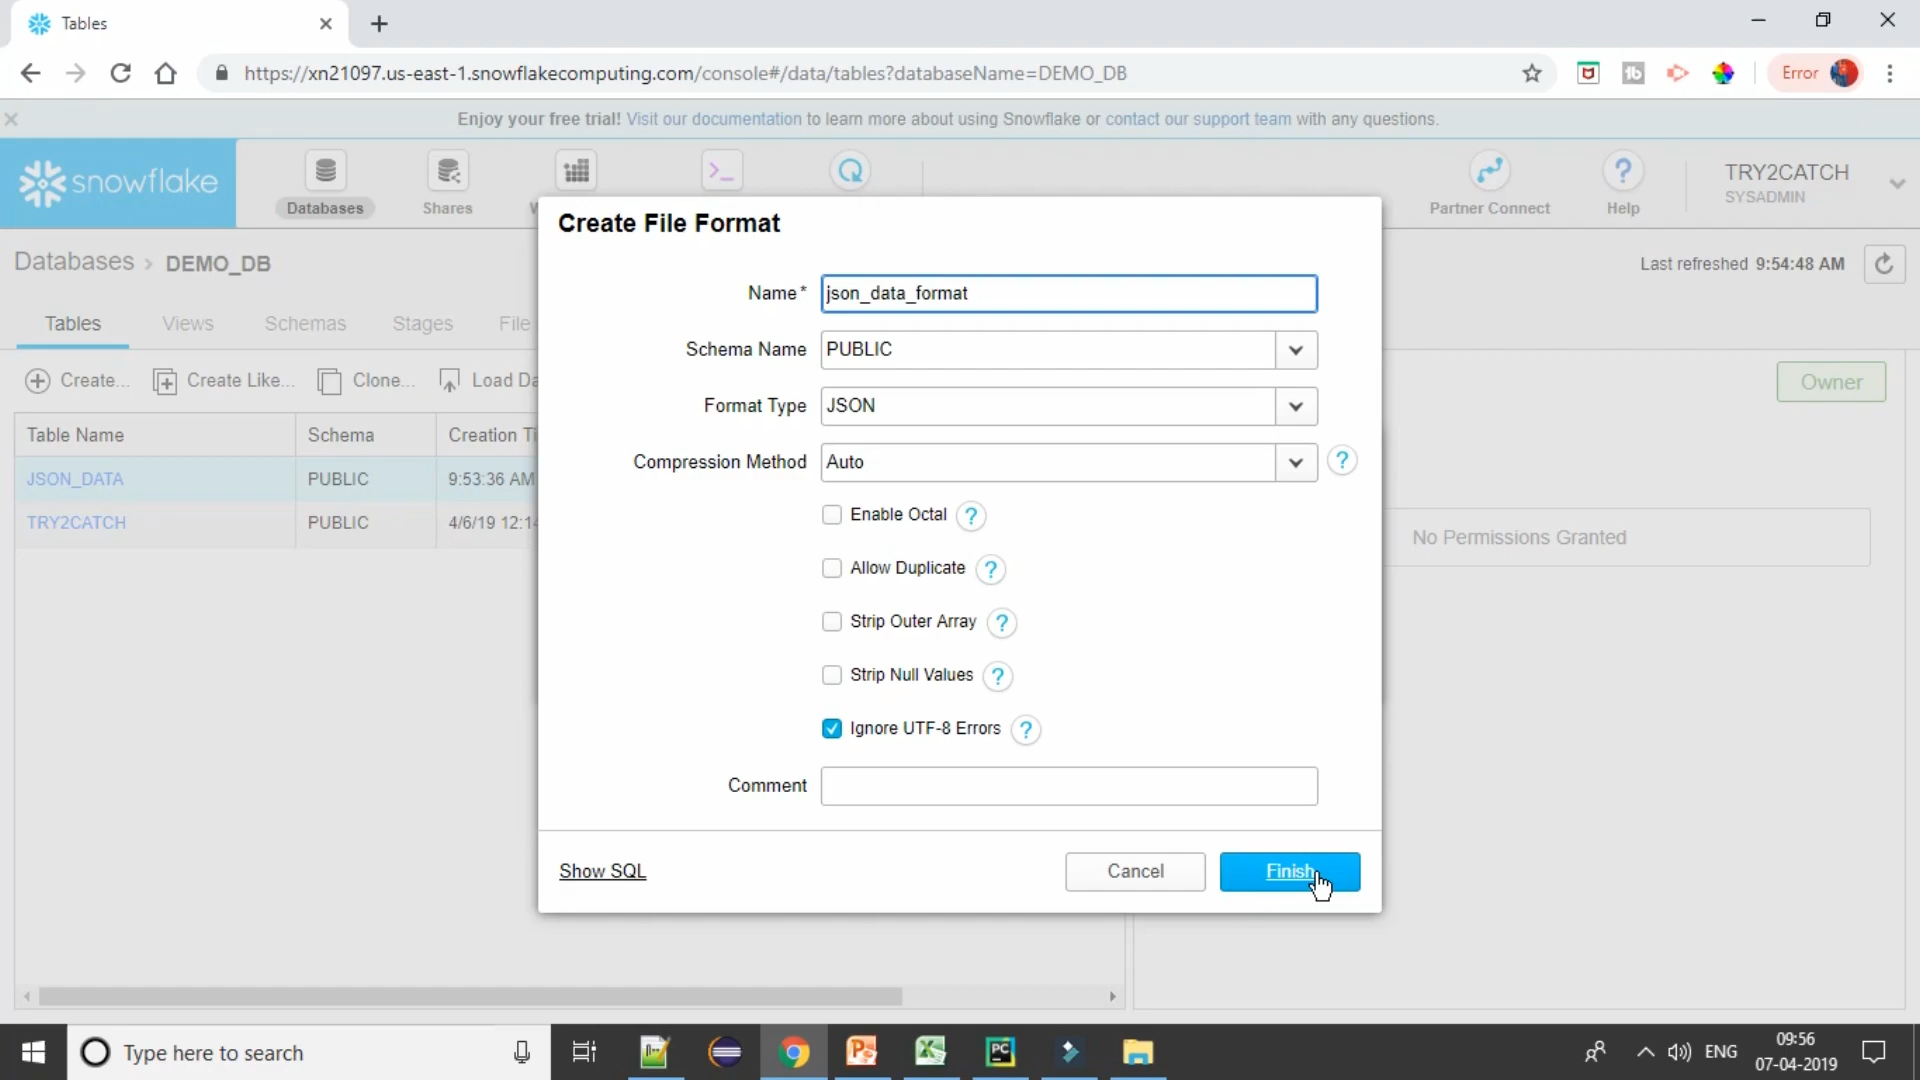 Tables
https://xn21097.us-east-1.snowflakecomputing.com/console#/data/tables?databaseName=DEMO_DB
Error
Enjoy your free trial! Visit our documentation to learn more about using Snowflake or contact our support team with any questions.
snowflake
Databases
Shares
Partner Connect
Help
TRY2CATCH
SYSADMIN
Databases > DEMO_DB
Last refreshed 9:54:48 AM
Tables Views Schemas Stages File
Create... Create Like... Clone... Load Da
Owner
Table Name Schema Creation Ti
JSON_DATA PUBLIC 9:53:36 AM
TRY2CATCH PUBLIC 4/6/19 12:14
No Permissions Granted
Create File Format
Name* json_data_format
Schema Name PUBLIC
Format Type JSON
Compression Method Auto ?
Enable Octal ?
Allow Duplicate ?
Strip Outer Array ?
Strip Null Values ?
Ignore UTF-8 Errors ?
Comment
Show SQL Cancel Finish
Type here to search
ENG
09:56
07-04-2019